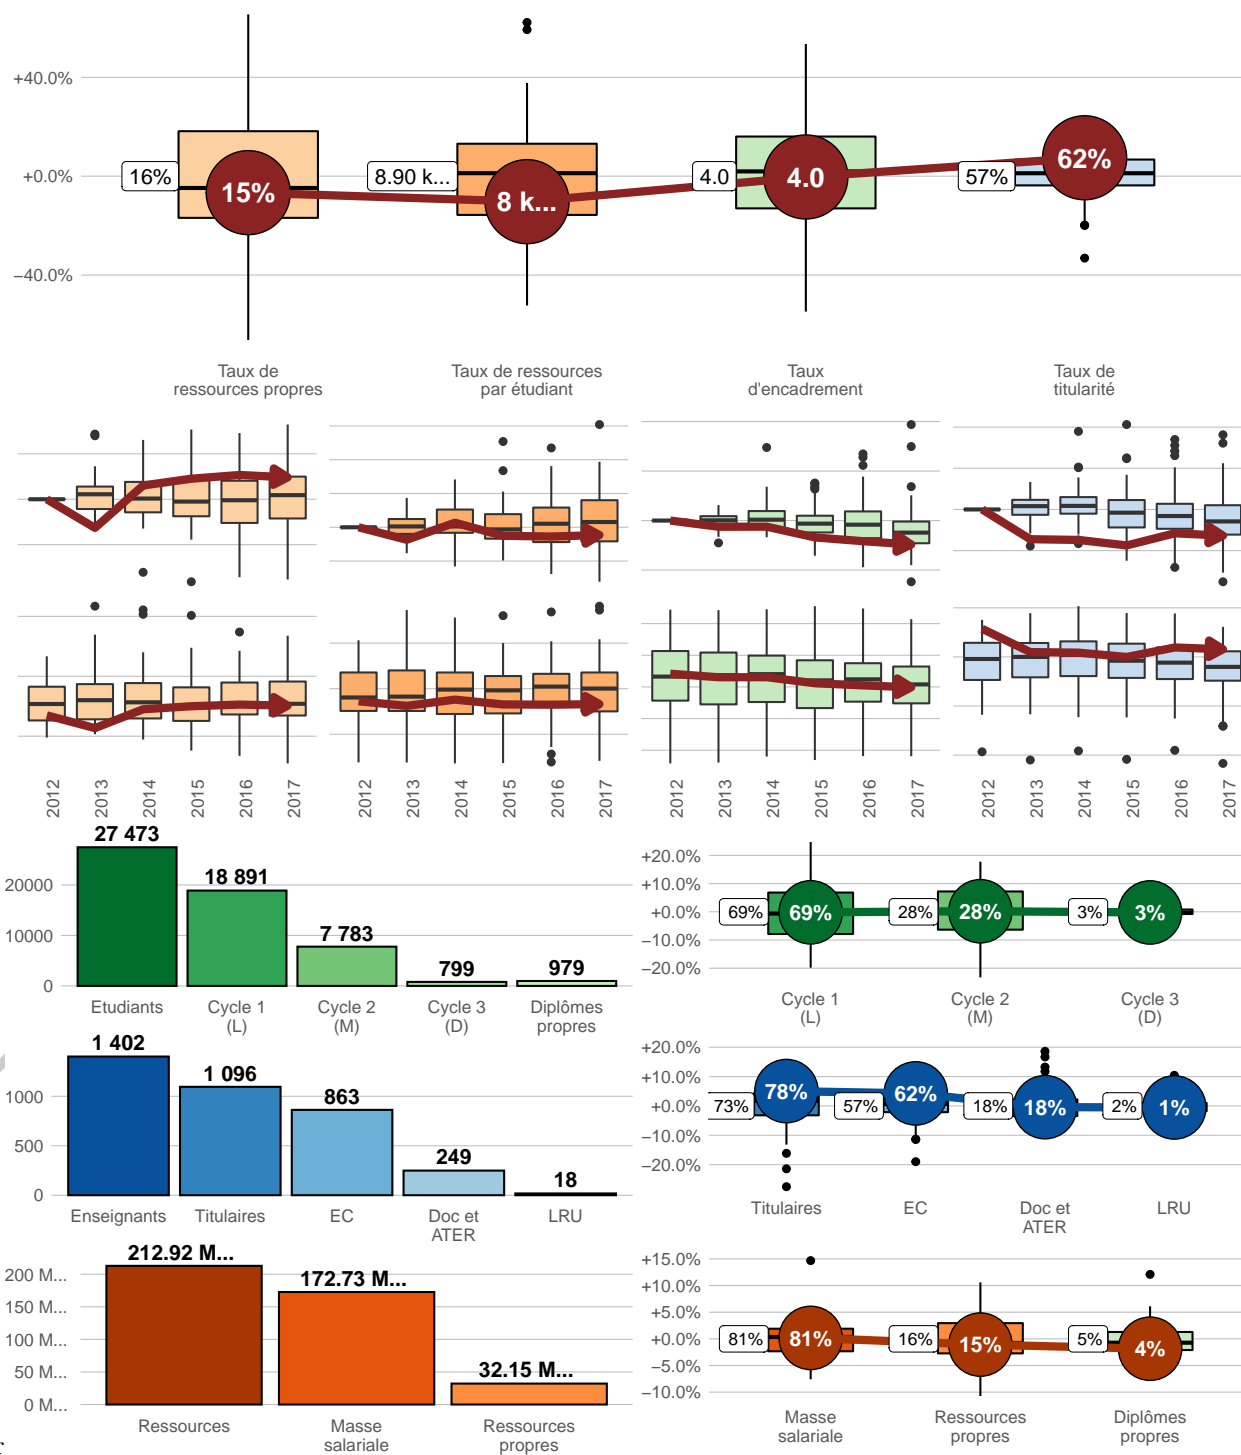 +40.0%
+0.0%
−40.0%
16%
15%
8.90 k...
8 k...
4.0
4.0
57%
62%
Taux de
ressources propres
Taux de ressources
par étudiant
Taux
d'encadrement
Taux de
titularité
2012
2013
2014
2015
2016
2017
2012
2013
2014
2015
2016
2017
2012
2013
2014
2015
2016
2017
2012
2013
2014
2015
2016
2017
20000
10000
0
27 473
18 891
7 783
799
979
Etudiants
Cycle 1
(L)
Cycle 2
(M)
Cycle 3
(D)
Diplômes
propres
+20.0%
+10.0%
+0.0%
−10.0%
−20.0%
69%
69%
28%
28%
3%
3%
Cycle 1
(L)
Cycle 2
(M)
Cycle 3
(D)
1000
500
0
1 402
1 096
863
249
18
Enseignants
Titulaires
EC
Doc et
ATER
LRU
+20.0%
+10.0%
+0.0%
−10.0%
−20.0%
73%
78%
57%
62%
18%
18%
2%
1%
Titulaires
EC
Doc et
ATER
LRU
200 M...
150 M...
100 M...
50 M...
0 M...
212.92 M...
172.73 M...
32.15 M...
Ressources
Masse
salariale
Ressources
propres
+15.0%
+10.0%
+5.0%
+0.0%
−5.0%
−10.0%
81%
81%
16%
15%
5%
4%
Masse
salariale
Ressources
propres
Diplômes
propres